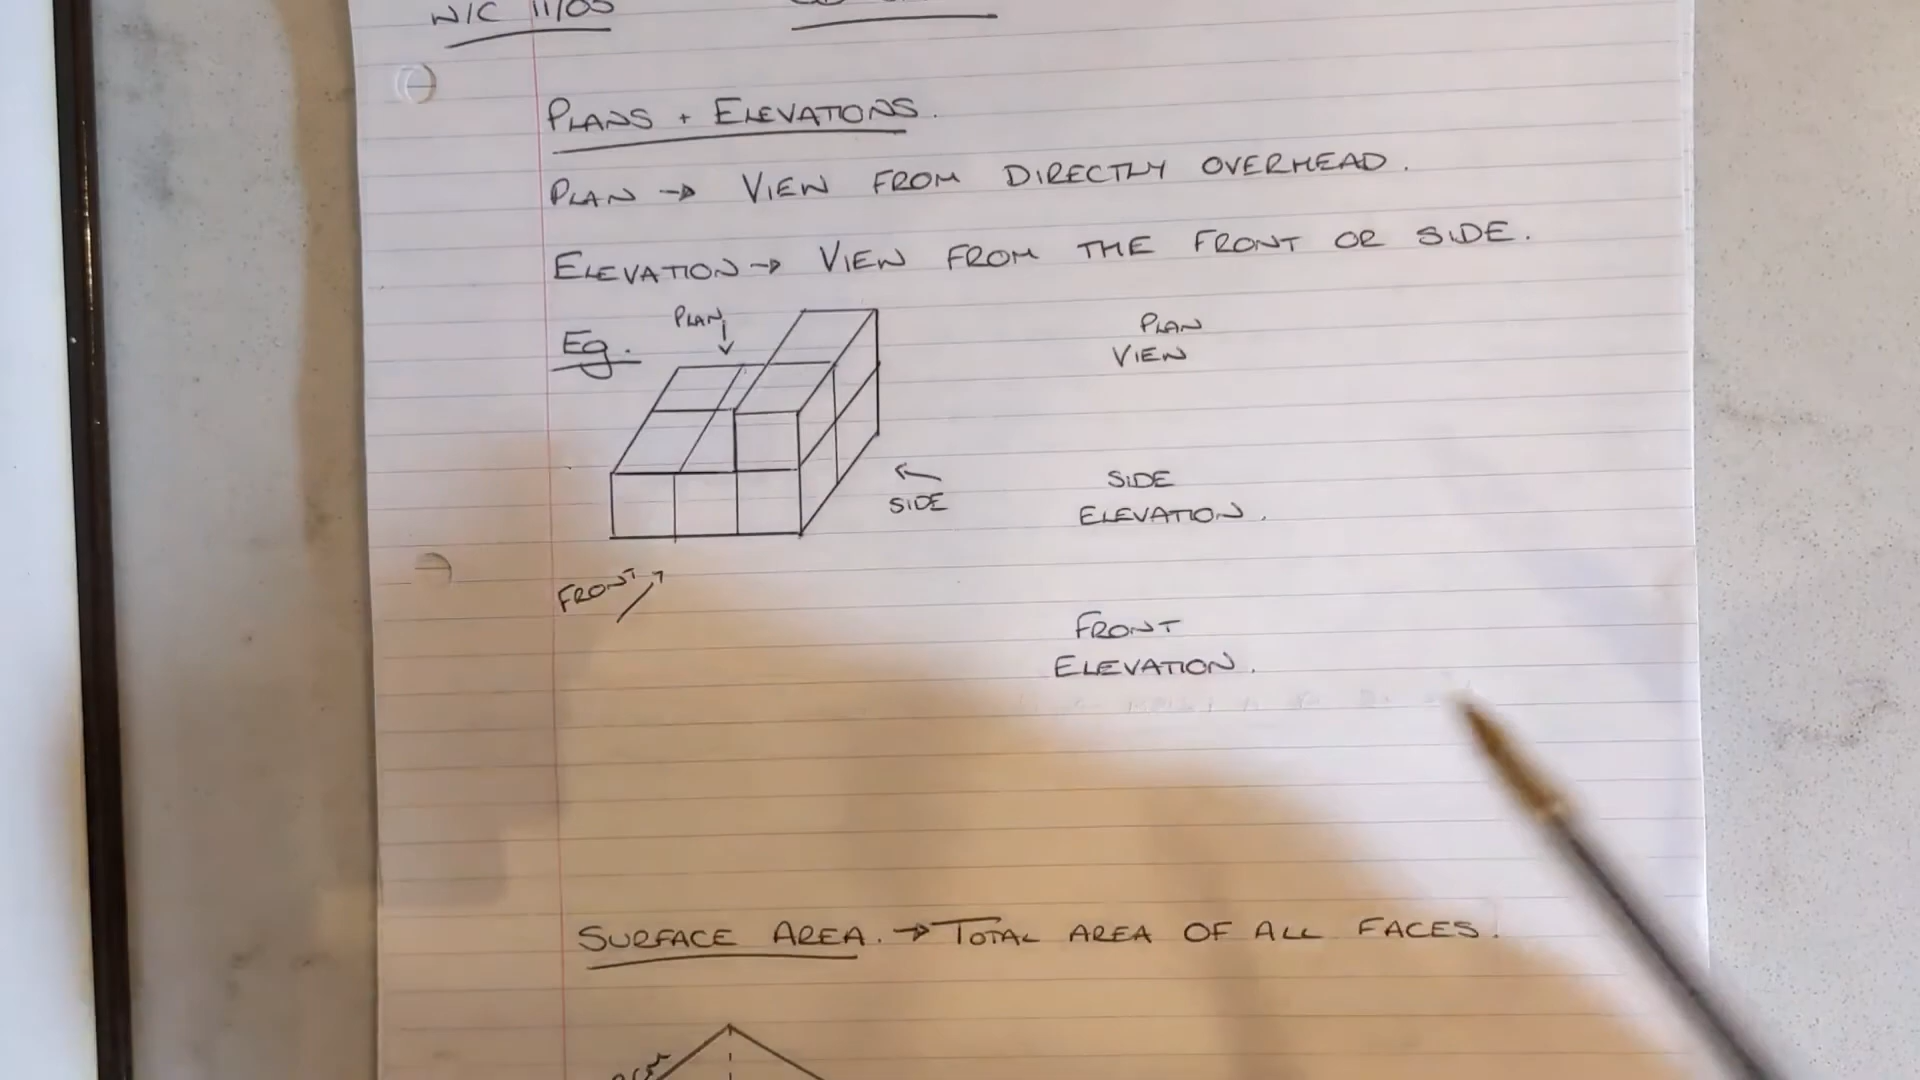 W/C 11/05
PLANS + ELEVATIONS.
PLAN → VIEW FROM DIRECTLY OVERHEAD.
ELEVATION → VIEW FROM THE FRONT OR SIDE.
Eg.
PLAN
PLAN
VIEW
SIDE
SIDE
ELEVATION.
FRONT
FRONT
ELEVATION.
SURFACE AREA. → TOTAL AREA OF ALL FACES.